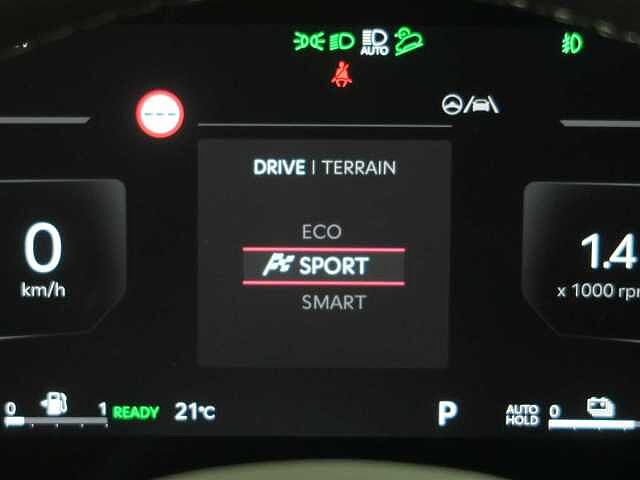 AUTO
DRIVE | TERRAIN
ECO
SPORT
SMART
0
km/h
1.4
x 1000 rpm
0 1 READY 21°C P AUTO HOLD 0